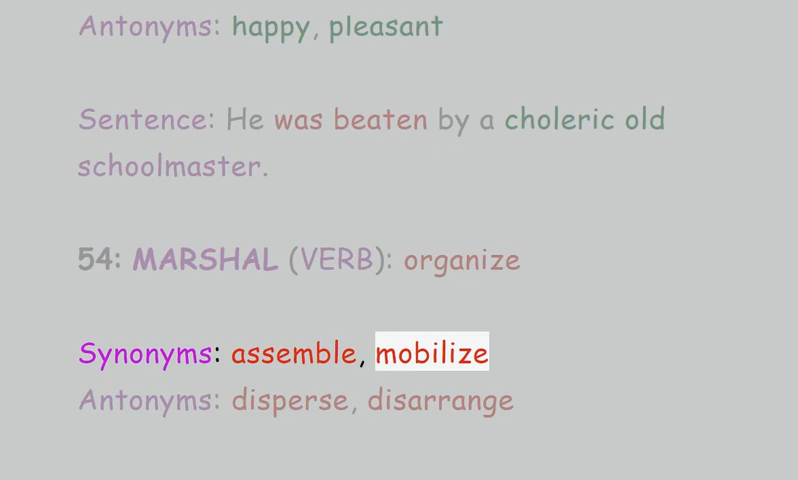 Antonyms: happy, pleasant
Sentence: He was beaten by a choleric old
schoolmaster.
54: MARSHAL (VERB): organize
Synonyms: assemble, mobilize
Antonyms: disperse, disarrange